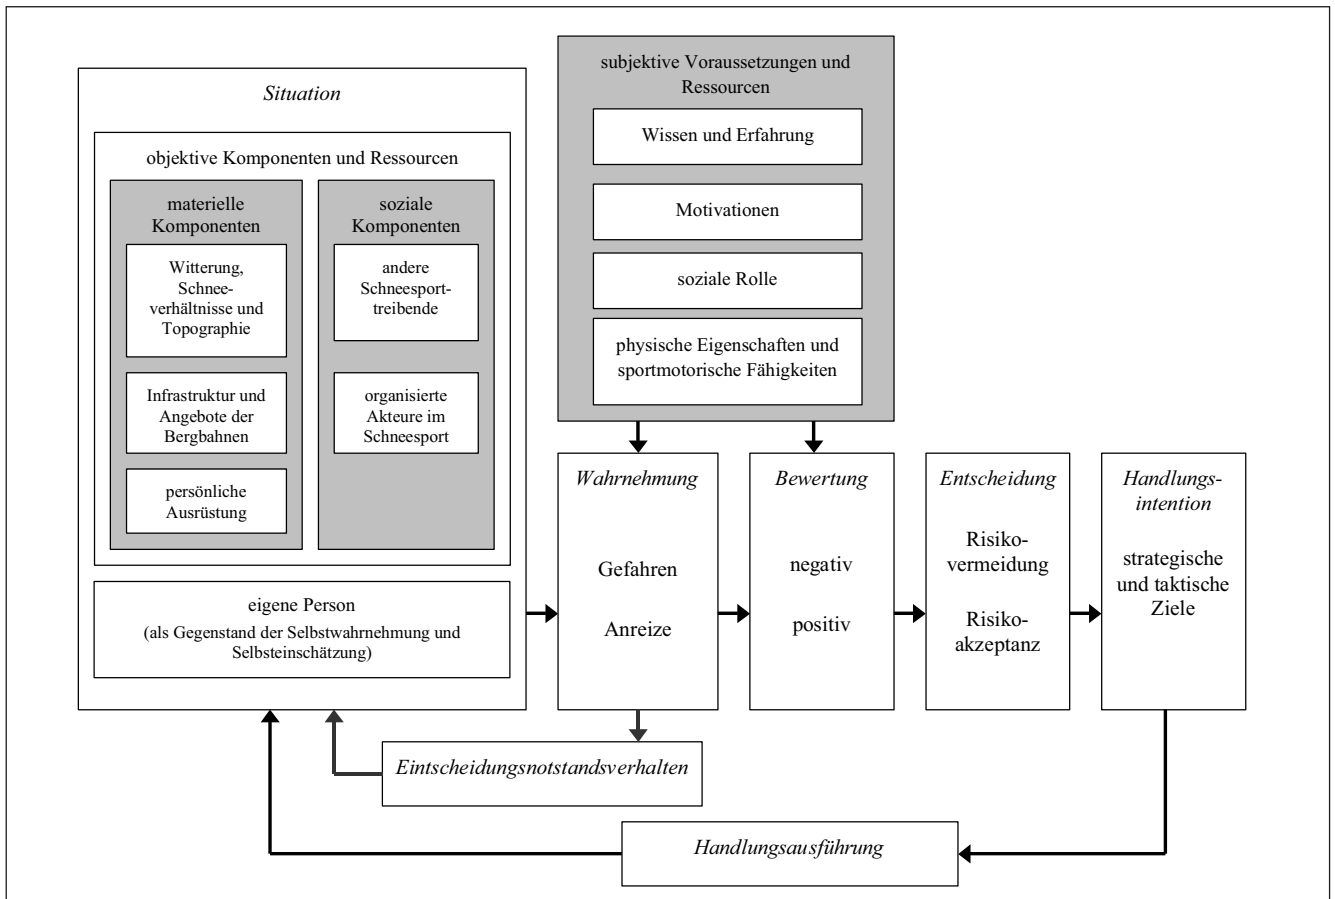 Situation
objektive Komponenten und Ressourcen
materielle
Komponenten
Witterung,
Schnee-
verhältnisse und
Topographie
Infrastruktur und
Angebote der
Bergbahnen
persönliche
Ausrüstung
soziale
Komponenten
andere
Schneesport-
treibende
organisierte
Akteure im
Schneesport
eigene Person
(als Gegenstand der Selbstwahrnehmung und
Selbsteinschätzung)
subjektive Voraussetzungen und
Ressourcen
Wissen und Erfahrung
Motivationen
soziale Rolle
physische Eigenschaften und
sportmotorische Fähigkeiten
Wahrnehmung
Gefahren
Anreize
Bewertung
negativ
positiv
Entscheidung
Risiko-
vermeidung
Risiko-
akzeptanz
Handlungs-
intention
strategische
und taktische
Ziele
Eintscheidungsnotstandsverhalten
Handlungsausführung